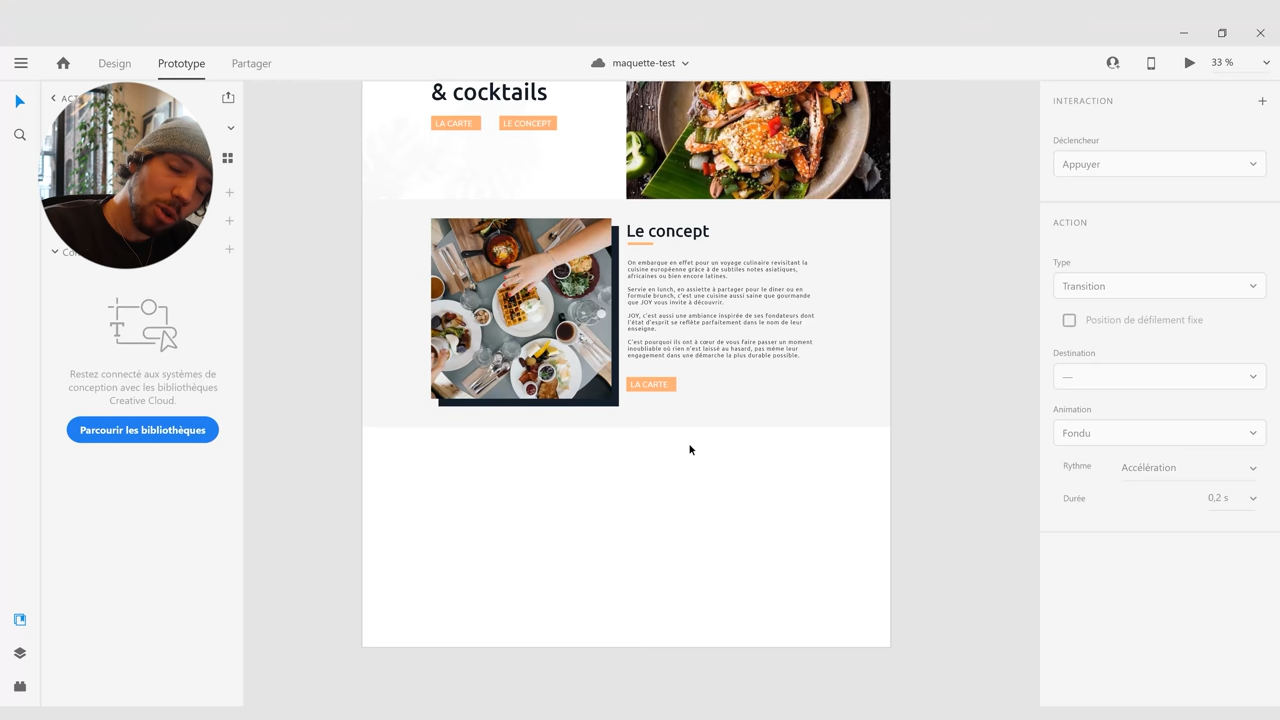 Design
Prototype
Partager
maquette-test
33 %
& cocktails
LA CARTE
LE CONCEPT
Le concept
On embarque en effet pour un voyage culinaire revisitant la
cuisine européenne grâce à de subtiles notes asiatiques,
africaines ou bien encore latines.
Servie en lunch, en assiette à partager pour le dîner ou en
formule brunch, c'est une cuisine aussi saine que gourmande
que JOY vous invite à découvrir.
JOY, c'est aussi une ambiance inspirée de ses fondateurs dont
l'état d'esprit se reflète parfaitement dans le nom de leur
enseigne.
C'est pourquoi ils ont à cœur de vous faire passer un moment
inoubliable où rien n'est laissé au hasard, pas même leur
engagement dans une démarche la plus durable possible.
LA CARTE
Restez connecté aux systèmes de
conception avec les bibliothèques
Creative Cloud.
Parcourir les bibliothèques
INTERACTION
Déclencheur
Appuyer
ACTION
Type
Transition
Position de défilement fixe
Destination
—
Animation
Fondu
Rythme
Accélération
Durée
0,2 s